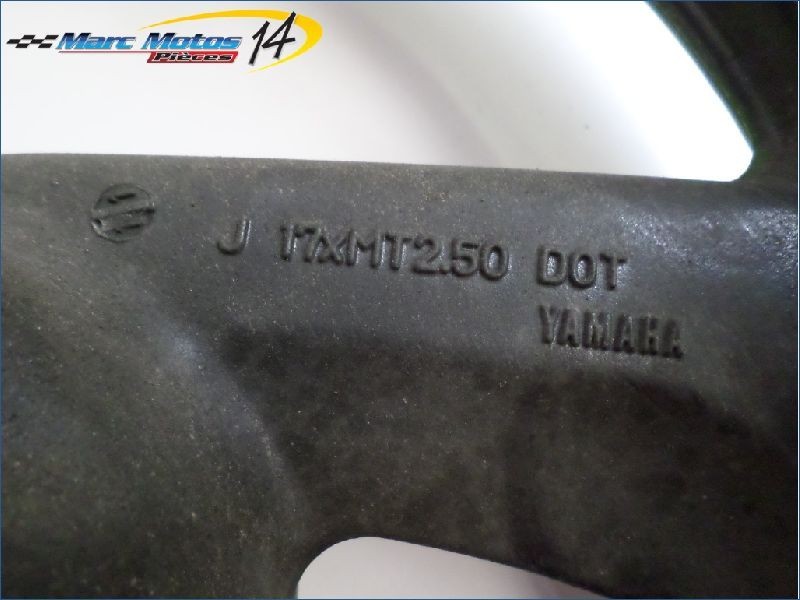 Marc Motos 14
Pièces
J 17XMT2.50 DOT
YAMAHA